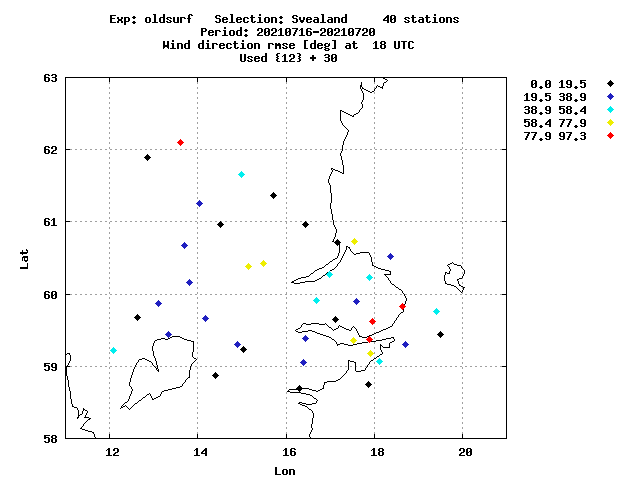 Exp: oldsurf   Selection: Svealand     40 stations
Period: 20210716-20210720
Wind direction rmse [deg] at  18 UTC
Used {12} + 30
0.0 19.5
19.5 38.9
38.9 58.4
58.4 77.9
77.9 97.3
63
62
61
60
59
58
Lat
12 14 16 18 20
Lon